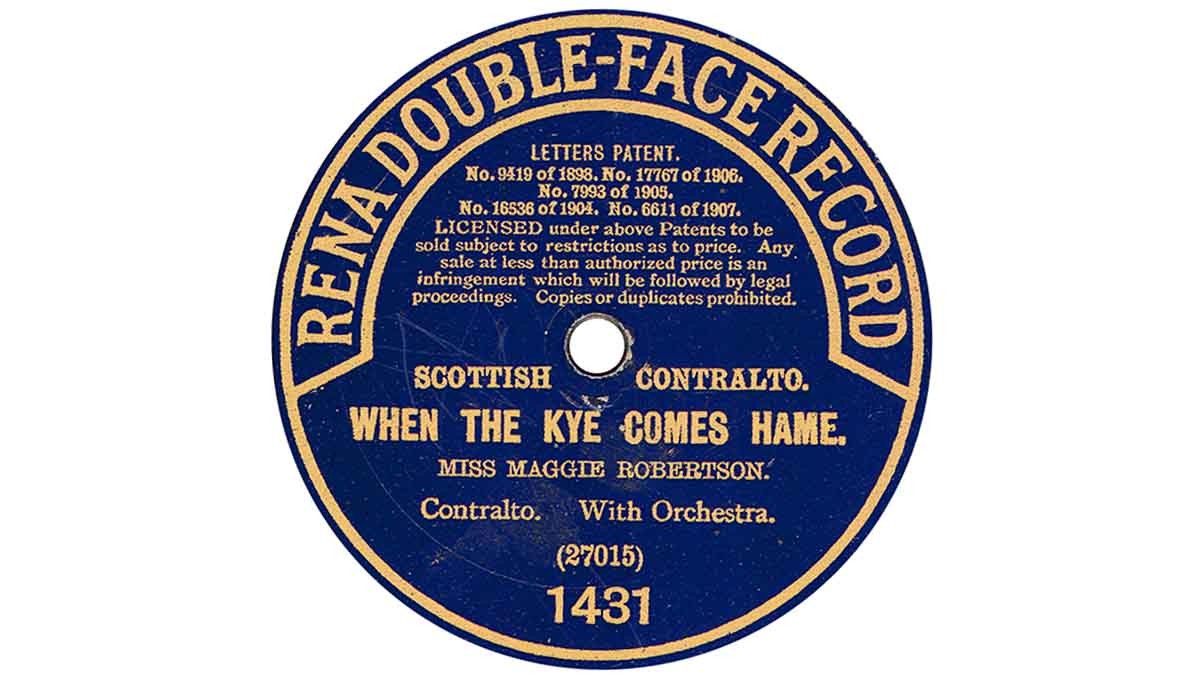 RENA DOUBLE-FACE RECORD
LETTERS PATENT.
No. 9419 of 1898. No. 17767 of 1906.
No. 7993 of 1905.
No. 16536 of 1904. No. 6611 of 1907.
LICENSED under above Patents to be
sold subject to restrictions as to price. Any
sale at less than authorized price is an
infringement which will be followed by legal
proceedings. Copies or duplicates prohibited.
SCOTTISH CONTRALTO.
WHEN THE KYE COMES HAME.
MISS MAGGIE ROBERTSON.
Contralto. With Orchestra.
(27015)
1431